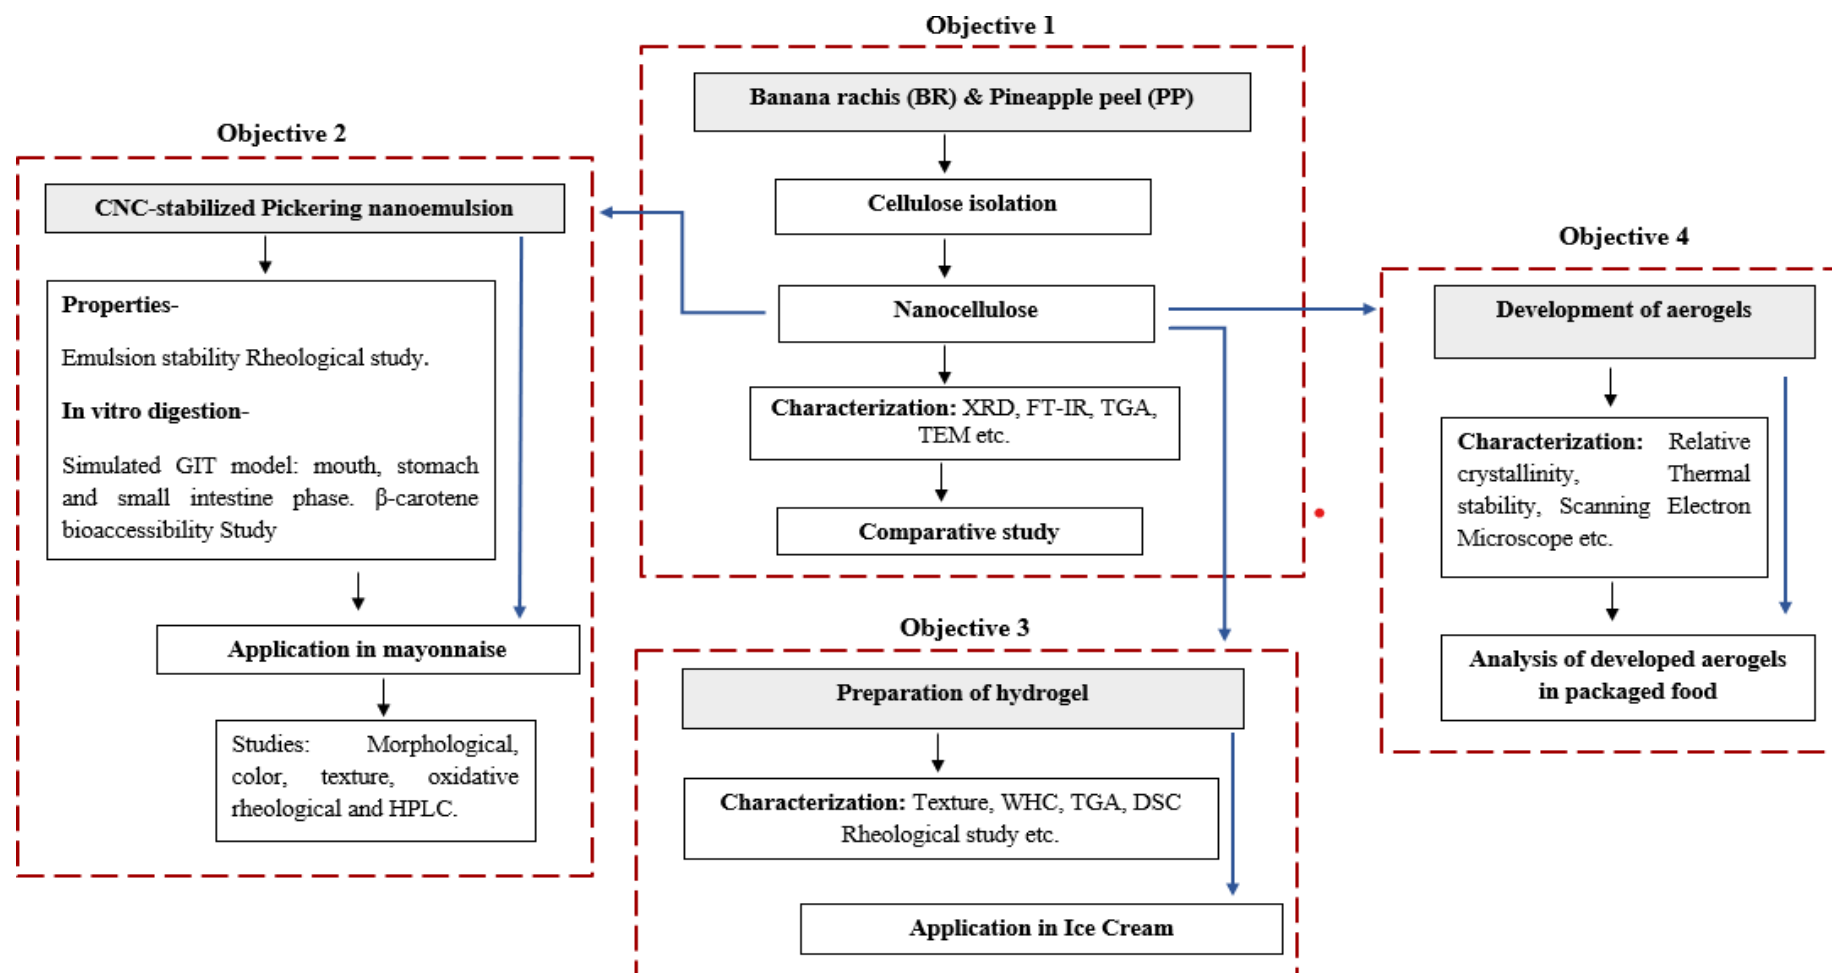 Objective 1
Banana rachis (BR) & Pineapple peel (PP)
Cellulose isolation
Nanocellulose
Characterization: XRD, FT-IR, TGA,
TEM etc.
Comparative study
Objective 2
CNC-stabilized Pickering nanoemulsion
Properties-
Emulsion stability Rheological study.
In vitro digestion-
Simulated GIT model: mouth, stomach
and small intestine phase. β-carotene
bioaccessibility Study
Application in mayonnaise
Studies: Morphological,
color, texture, oxidative
rheological and HPLC.
Objective 3
Preparation of hydrogel
Characterization: Texture, WHC, TGA, DSC
Rheological study etc.
Application in Ice Cream
Objective 4
Development of aerogels
Characterization: Relative
crystallinity, Thermal
stability, Scanning Electron
Microscope etc.
Analysis of developed aerogels
in packaged food